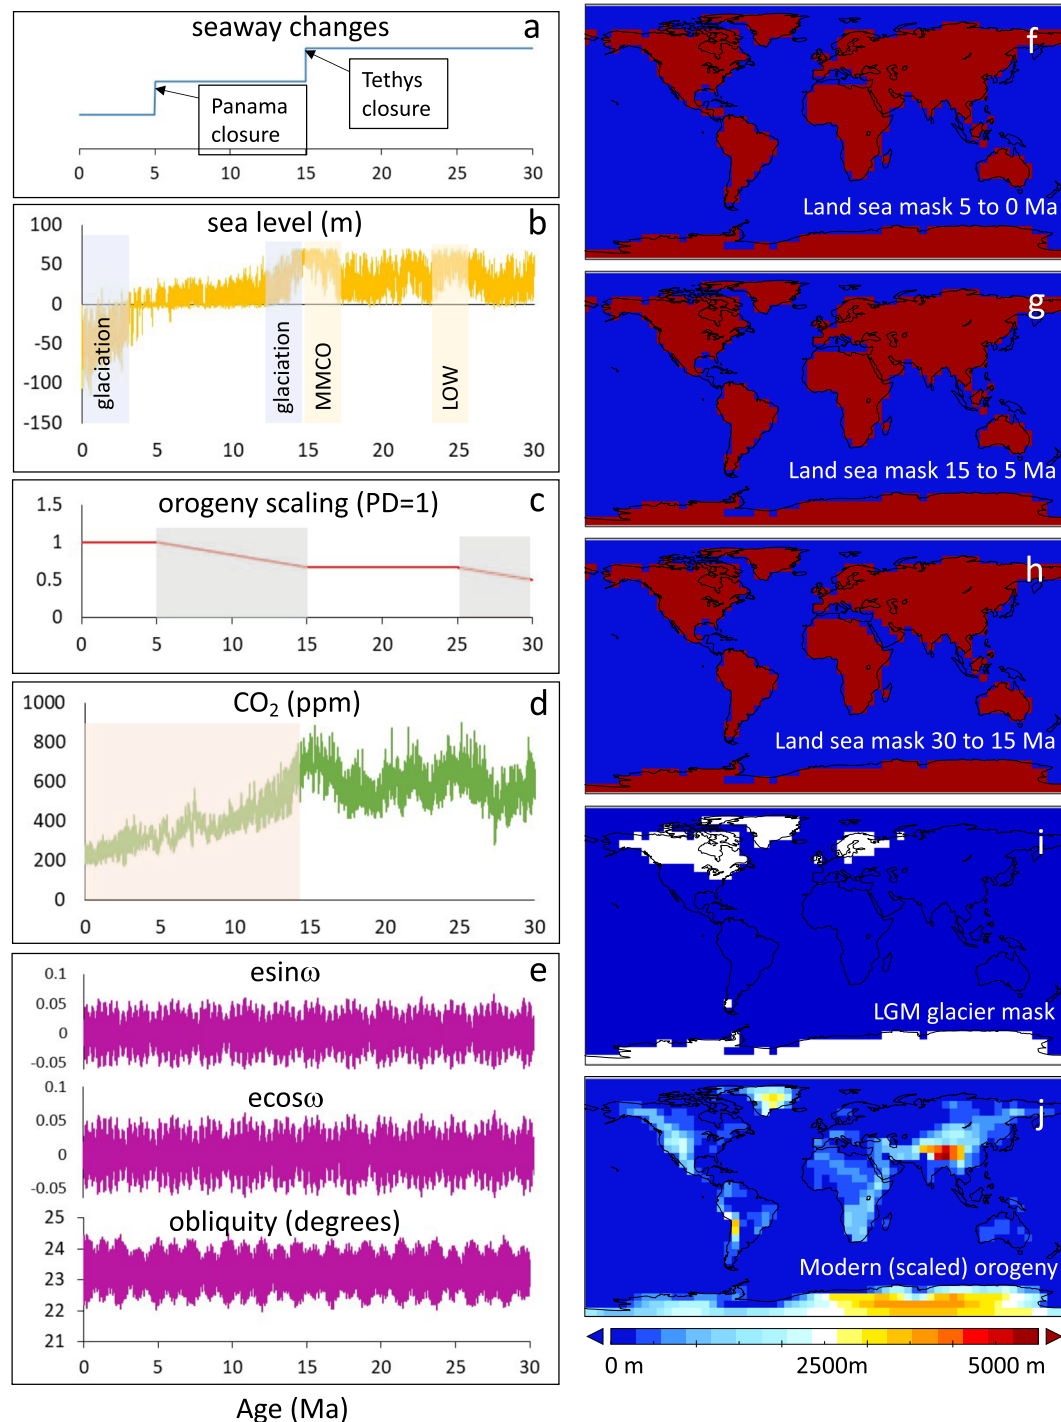 seaway changes
a
Panama
closure
Tethys
closure
0 5 10 15 20 25 30
sea level (m)
b
100
50
0
-50
-100
-150
glaciation
glaciation
MMCO
LOW
0 5 10 15 20 25 30
orogeny scaling (PD=1)
c
1.5
1
0.5
0
0 5 10 15 20 25 30
CO₂ (ppm)
d
1000
800
600
400
200
0
0 5 10 15 20 25 30
e
esinω
0.1
0.05
0
-0.05
ecosω
0.1
0.05
0
-0.05
obliquity (degrees)
25
24
23
22
21
0 5 10 15 20 25 30
Age (Ma)
f
Land sea mask 5 to 0 Ma
g
Land sea mask 15 to 5 Ma
h
Land sea mask 30 to 15 Ma
i
LGM glacier mask
j
Modern (scaled) orogeny
0 m 2500m 5000 m